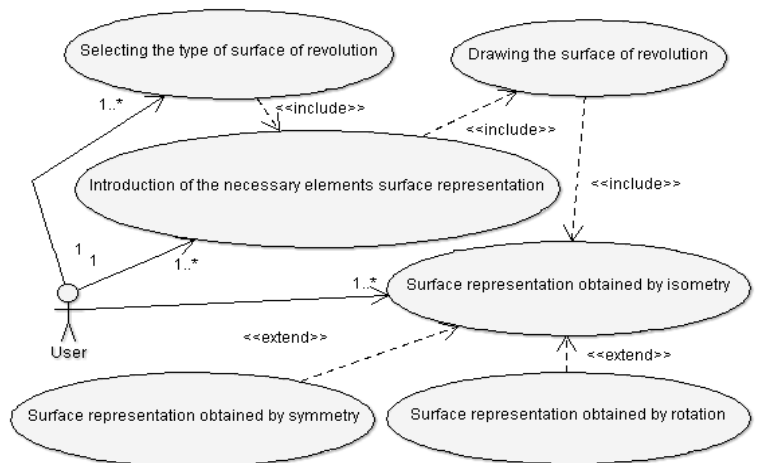 Selecting the type of surface of revolution
Drawing the surface of revolution
1..*
<<include>>
<<include>>
Introduction of the necessary elements surface representation
<<include>>
1
1
1..*
1..*
Surface representation obtained by isometry
User
<<extend>>
<<extend>>
Surface representation obtained by symmetry
Surface representation obtained by rotation